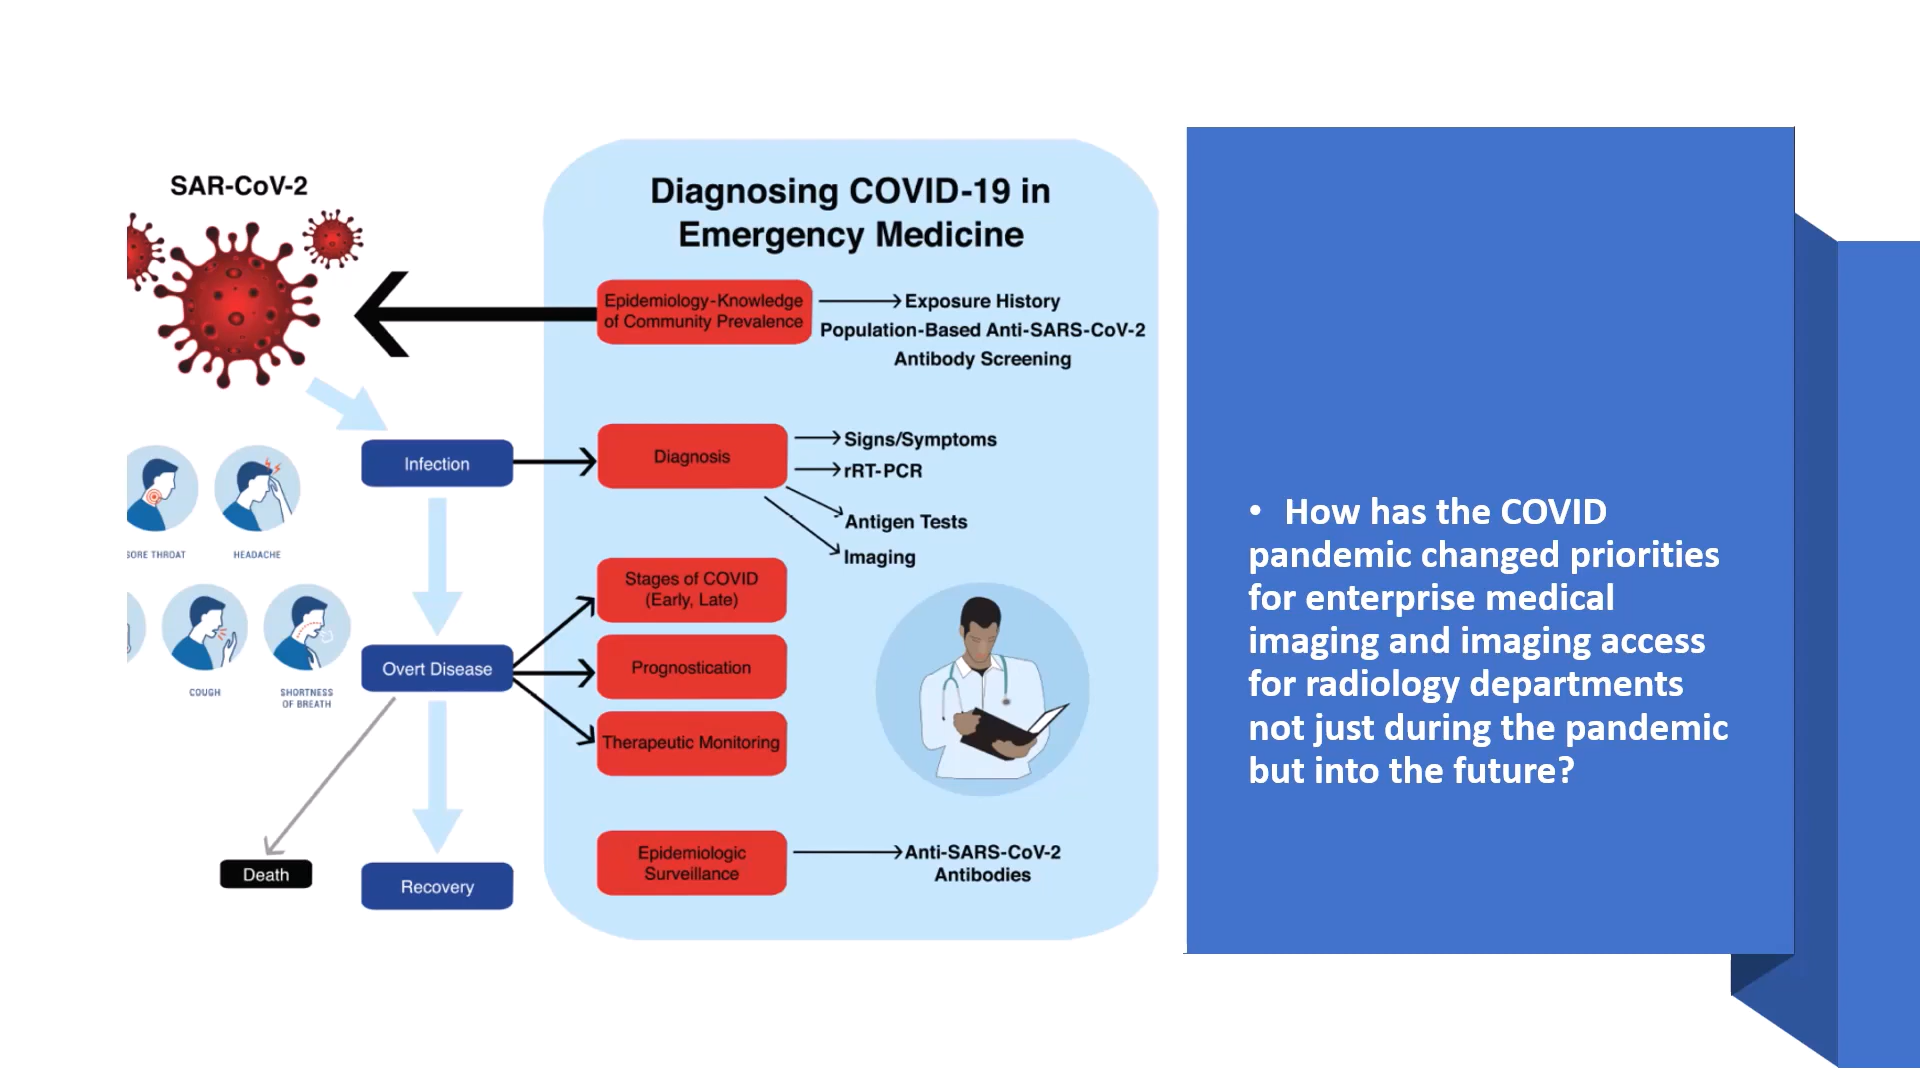 SAR-CoV-2
Diagnosing COVID-19 in
Emergency Medicine
Epidemiology-Knowledge
of Community Prevalence
Exposure History
Population-Based Anti-SARS-CoV-2
Antibody Screening
Infection
Diagnosis
Signs/Symptoms
rRT-PCR
Antigen Tests
Imaging
SORE THROAT
HEADACHE
Stages of COVID
(Early, Late)
Overt Disease
Prognostication
Therapeutic Monitoring
COUGH
SHORTNESS
OF BREATH
Death
Recovery
Epidemiologic
Surveillance
Anti-SARS-CoV-2
Antibodies
• How has the COVID
pandemic changed priorities
for enterprise medical
imaging and imaging access
for radiology departments
not just during the pandemic
but into the future?